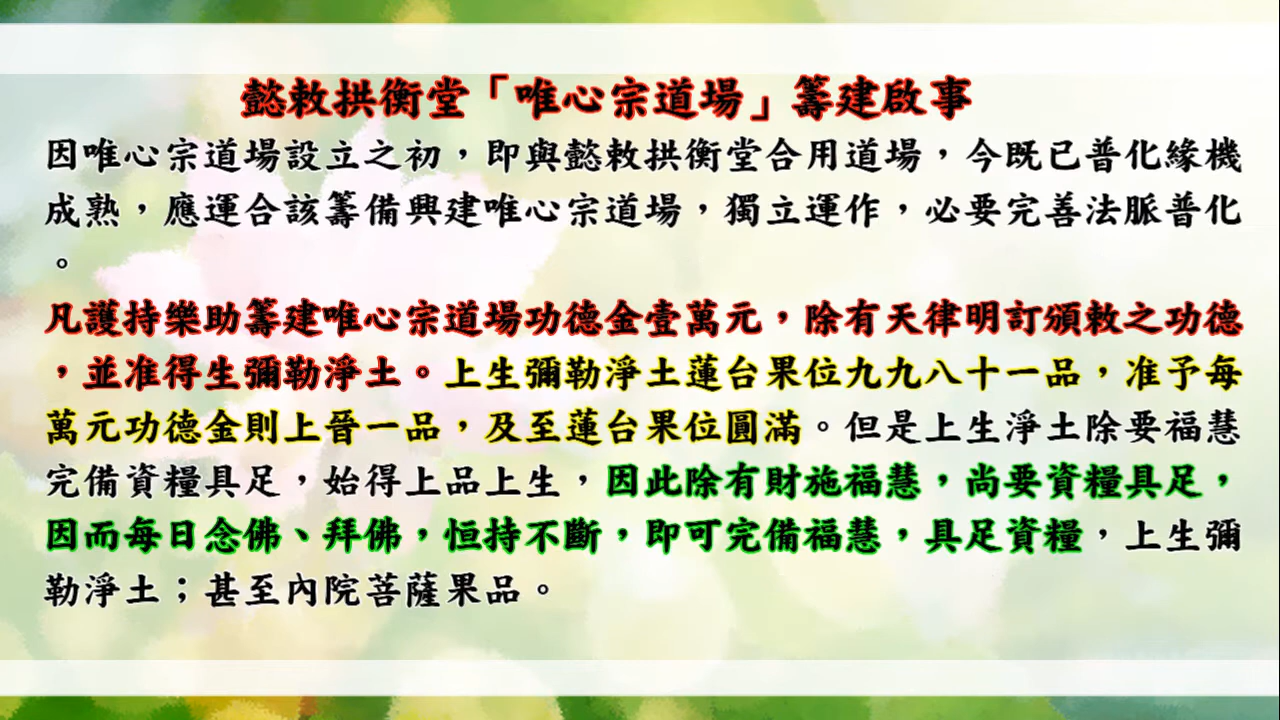 懿敕拱衡堂「唯心宗道場」籌建啟事
因唯心宗道場設立之初，即與懿敕拱衡堂合用道場，今既已普化緣機
成熟，應運合該籌備興建唯心宗道場，獨立運作，必要完善法脈普化
。
凡護持樂助籌建唯心宗道場功德金壹萬元，除有天律明訂頒敕之功德
，並准得生彌勒淨土。上生彌勒淨土蓮台果位九九八十一品，准予每
萬元功德金則上晉一品，及至蓮台果位圓滿。但是上生淨土除要福慧
完備資糧具足，始得上品上生，因此除有財施福慧，尚要資糧具足，
因而每日念佛、拜佛，恒持不斷，即可完備福慧，具足資糧，上生彌
勒淨土；甚至內院菩薩果品。